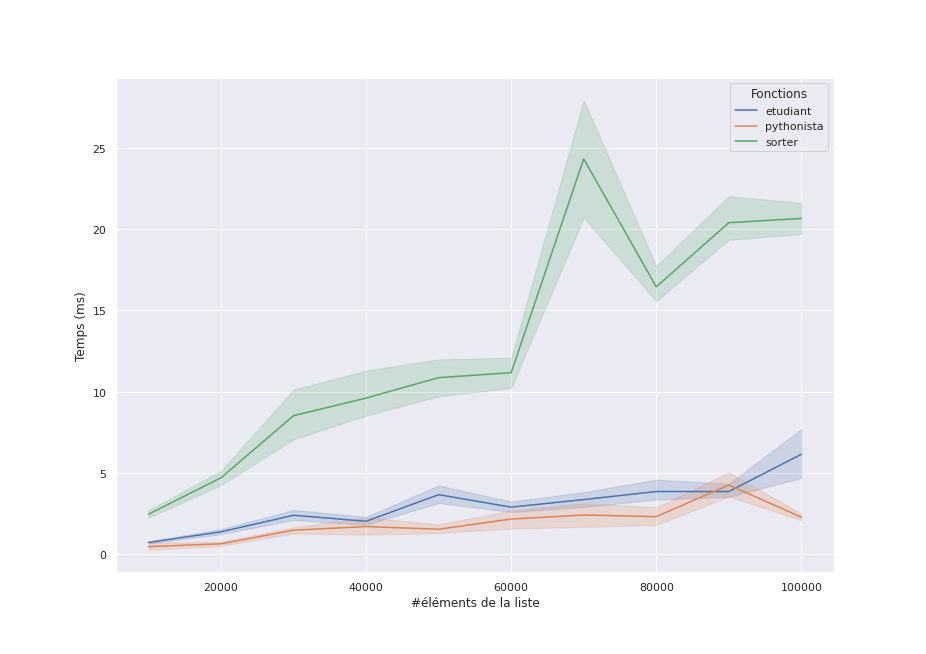 Fonctions
etudiant
pythonista
sorter
Temps (ms)
25
20
15
10
5
0
20000 40000 60000 80000 100000
#éléments de la liste